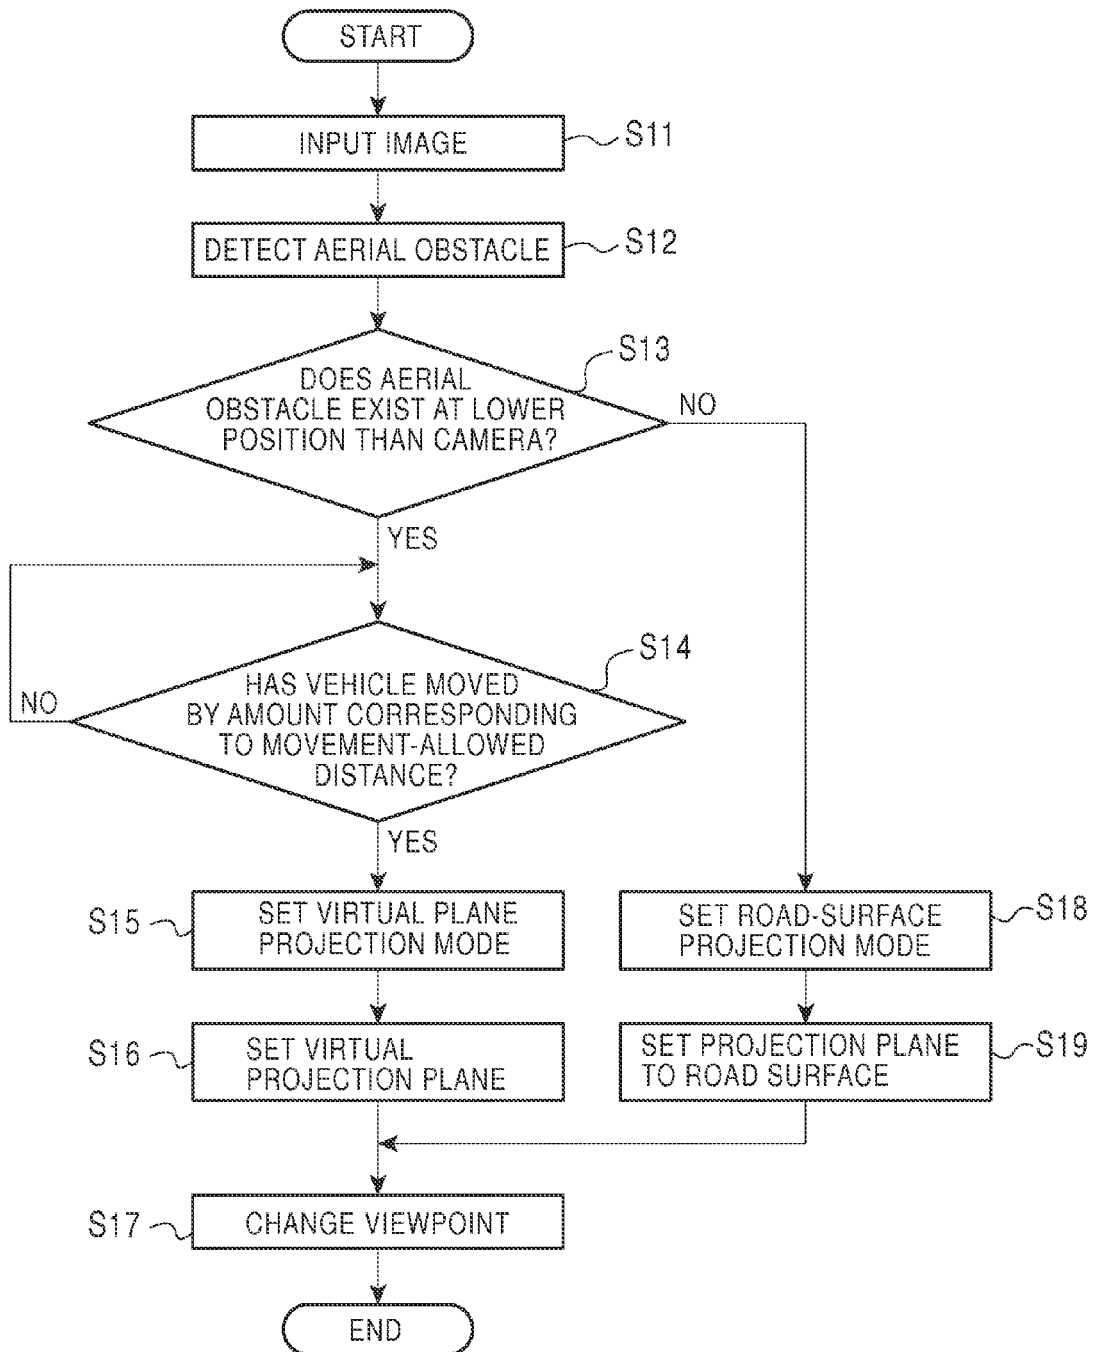 START
INPUT IMAGE
S11
DETECT AERIAL OBSTACLE
S12
S13
DOES AERIAL
OBSTACLE EXIST AT LOWER
POSITION THAN CAMERA?
NO
YES
S14
HAS VEHICLE MOVED
BY AMOUNT CORRESPONDING
TO MOVEMENT-ALLOWED
DISTANCE?
NO
YES
S15
SET VIRTUAL PLANE
PROJECTION MODE
SET ROAD-SURFACE
PROJECTION MODE
S18
S16
SET VIRTUAL
PROJECTION PLANE
SET PROJECTION PLANE
TO ROAD SURFACE
S19
S17
CHANGE VIEWPOINT
END